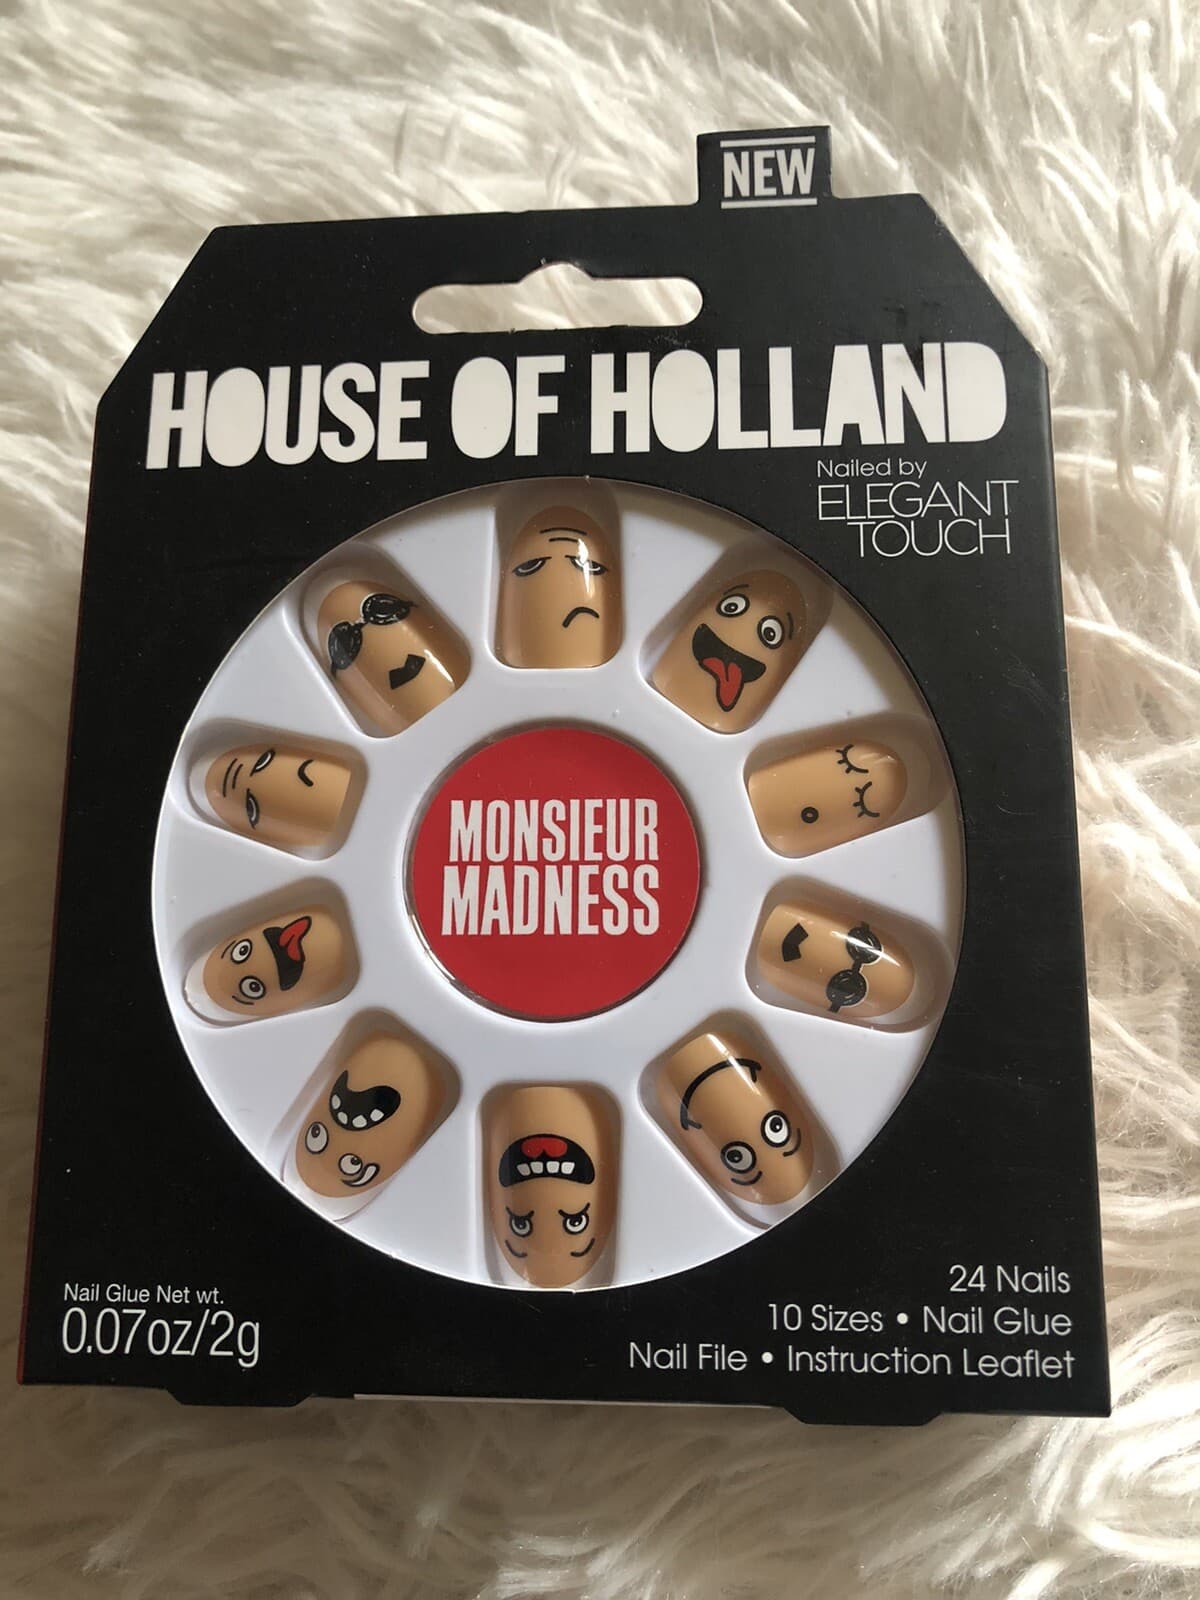 NEW
HOUSE OF HOLLAND
Nailed by
ELEGANT
TOUCH
MONSIEUR
MADNESS
Nail Glue Net wt.
0.07oz/2g
24 Nails
10 Sizes • Nail Glue
Nail File • Instruction Leaflet